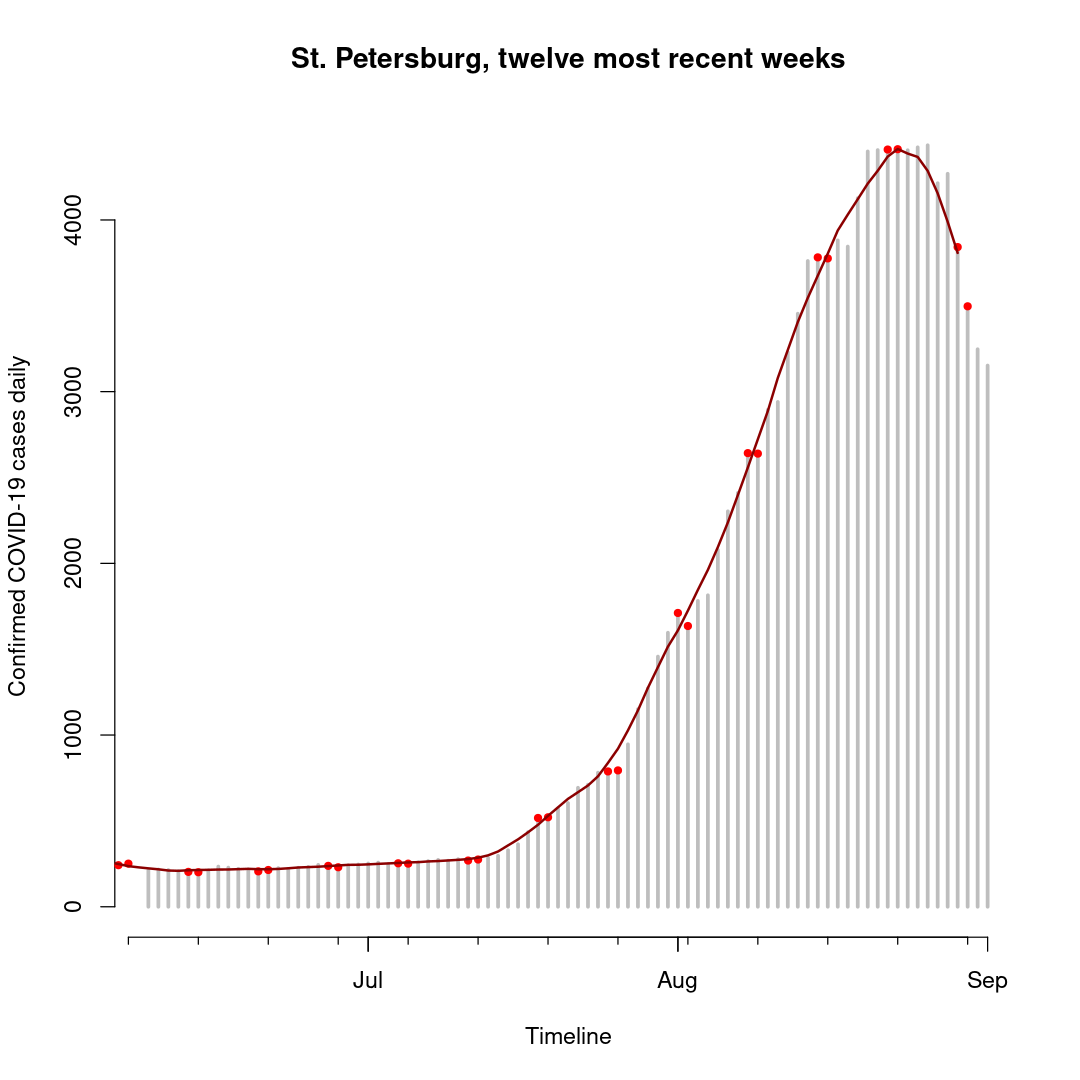 St. Petersburg, twelve most recent weeks
Confirmed COVID-19 cases daily
4000
3000
2000
1000
0
Jul
Aug
Sep
Timeline